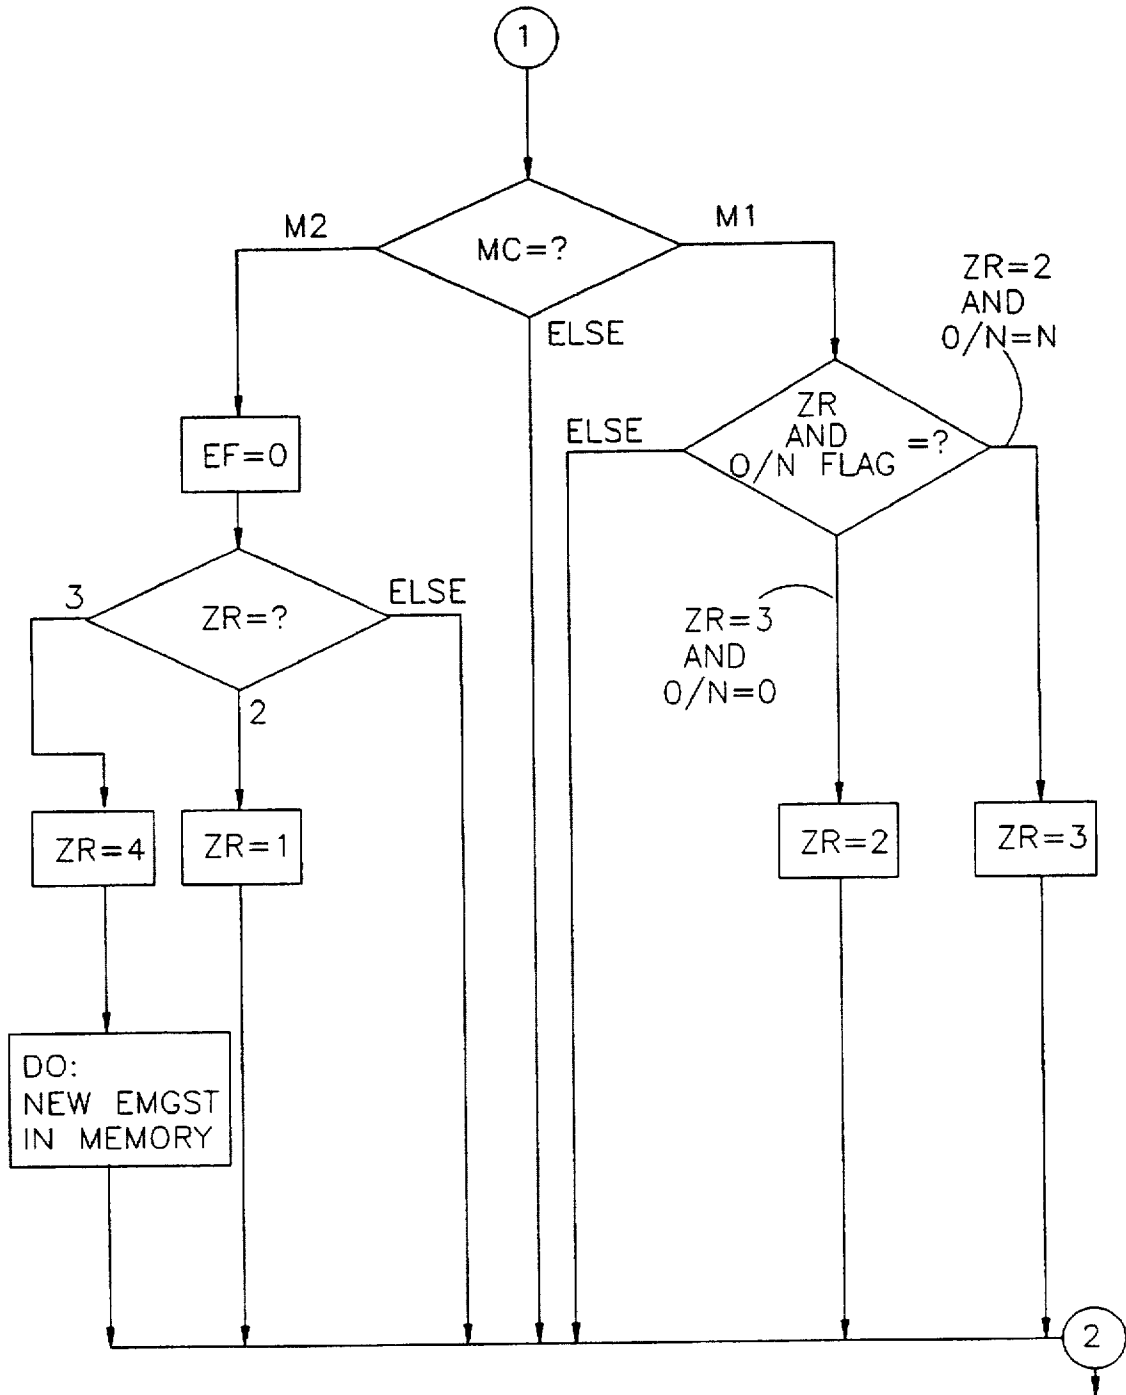 1
M2
MC=?
M1
ELSE
ZR=2
AND
O/N=N
EF=0
ELSE
ZR
AND
O/N FLAG
=?
3
ZR=?
ELSE
2
ZR=3
AND
O/N=O
ZR=4
ZR=1
ZR=2
ZR=3
DO:
NEW EMGST
IN MEMORY
2